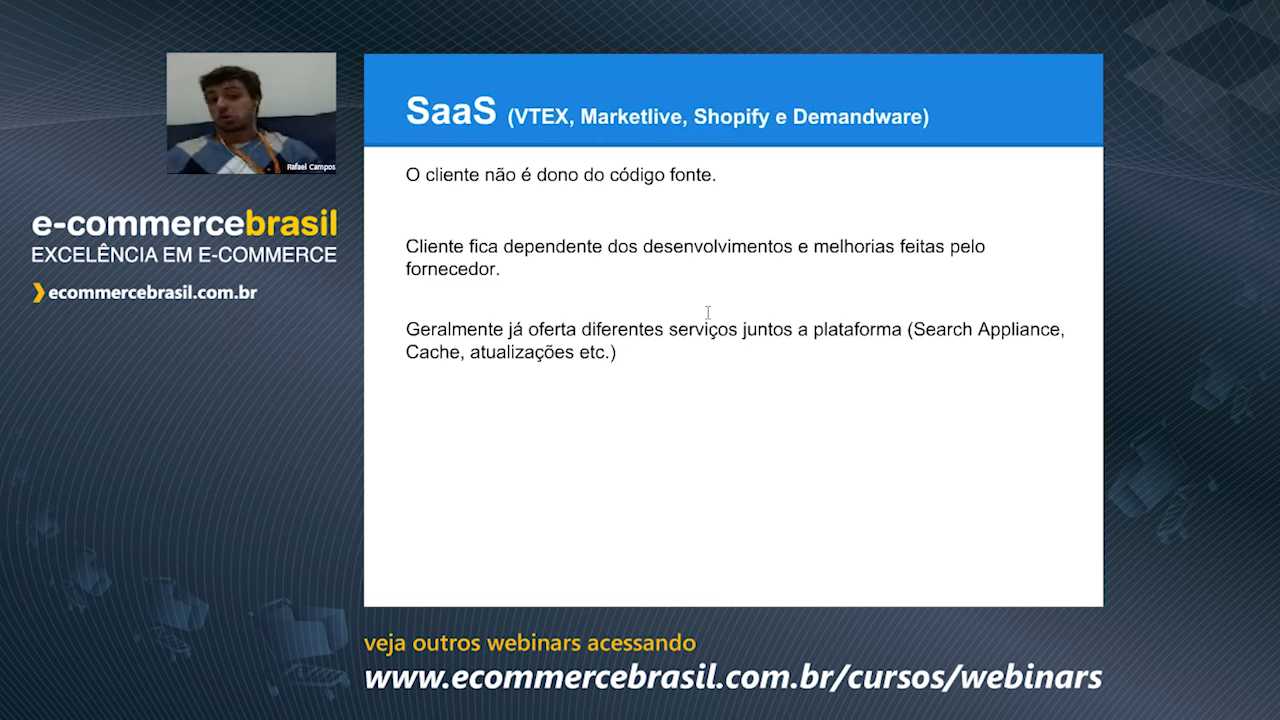 Rafael Campos
e-commercebrasil
EXCELÊNCIA EM E-COMMERCE
ecommercebrasil.com.br
SaaS (VTEX, Marketlive, Shopify e Demandware)
O cliente não é dono do código fonte.
Cliente fica dependente dos desenvolvimentos e melhorias feitas pelo
fornecedor.
Geralmente já oferta diferentes serviços juntos a plataforma (Search Appliance,
Cache, atualizações etc.)
veja outros webinars acessando
www.ecommercebrasil.com.br/cursos/webinars